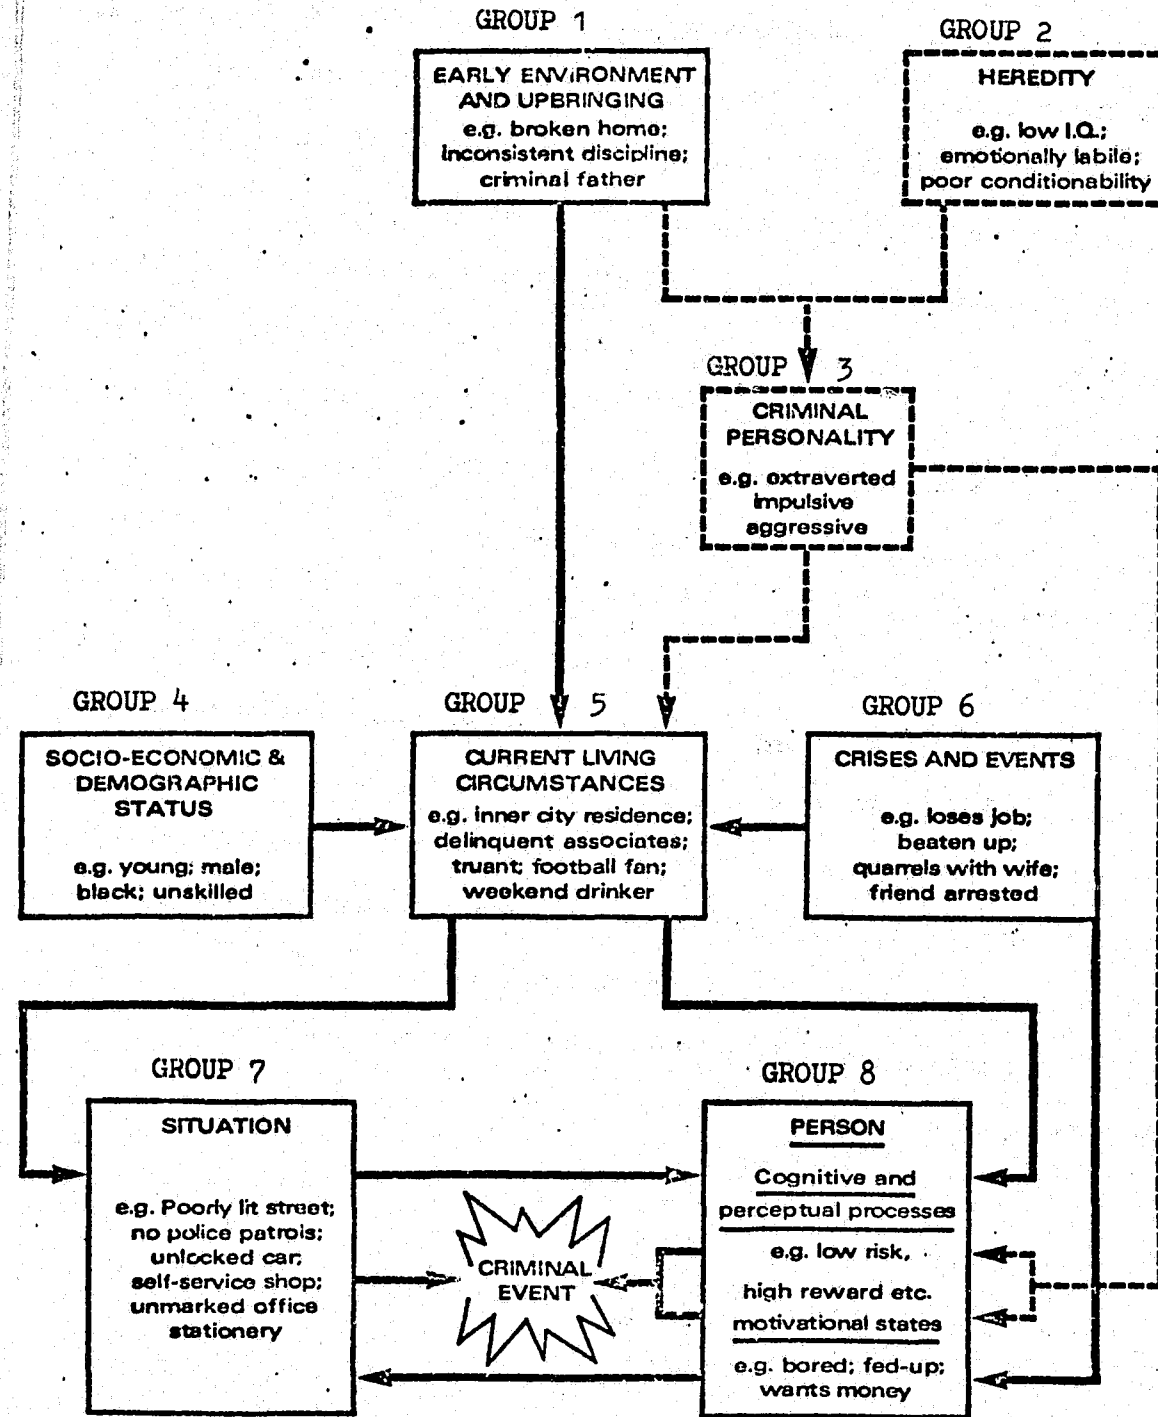 GROUP 1
EARLY ENVIRONMENT
AND UPBRINGING
e.g. broken home;
inconsistent discipline;
criminal father
GROUP 2
HEREDITY
e.g. low I.Q.;
emotionally labile;
poor conditionability
GROUP 3
CRIMINAL
PERSONALITY
e.g. extraverted
impulsive
aggressive
GROUP 4
SOCIO-ECONOMIC &
DEMOGRAPHIC
STATUS
e.g. young; male;
black; unskilled
GROUP 5
CURRENT LIVING
CIRCUMSTANCES
e.g. inner city residence;
delinquent associates;
truant; football fan;
weekend drinker
GROUP 6
CRISES AND EVENTS
e.g. loses job;
beaten up;
quarrels with wife;
friend arrested
GROUP 7
SITUATION
e.g. Poorly lit street;
no police patrols;
unlocked car;
self-service shop;
unmarked office
stationery
CRIMINAL
EVENT
GROUP 8
PERSON
Cognitive and
perceptual processes
e.g. low risk,
high reward etc.
motivational states
e.g. bored; fed-up;
wants money